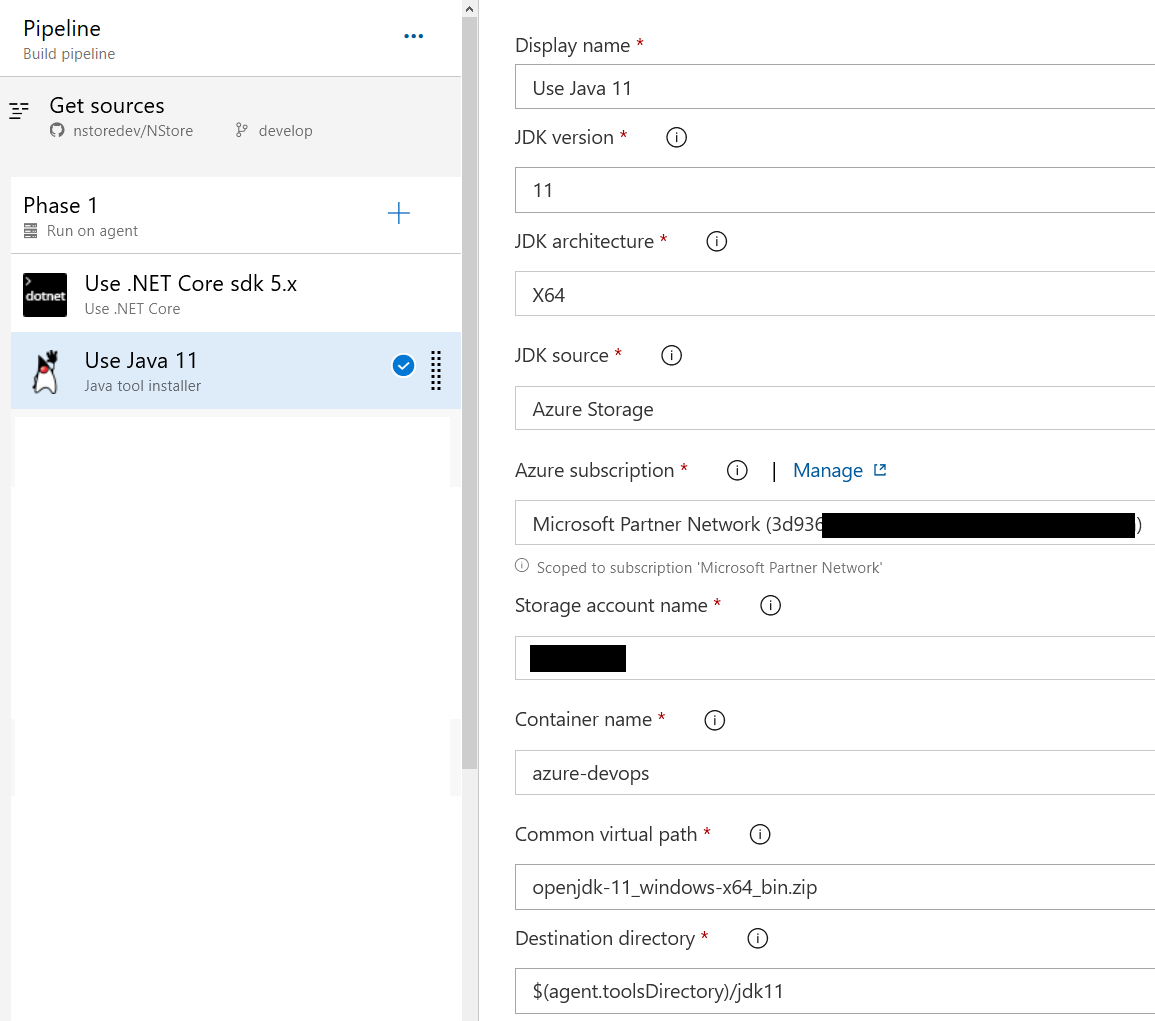 Pipeline
Build pipeline
Get sources
nstoredev/NStore develop
Phase 1
Run on agent
dotnet
Use .NET Core sdk 5.x
Use .NET Core
Use Java 11
Java tool installer
Display name *
Use Java 11
JDK version *
11
JDK architecture *
X64
JDK source *
Azure Storage
Azure subscription * | Manage
Microsoft Partner Network (3d936 )
Scoped to subscription 'Microsoft Partner Network'
Storage account name *
Container name *
azure-devops
Common virtual path *
openjdk-11_windows-x64_bin.zip
Destination directory *
$(agent.toolsDirectory)/jdk11